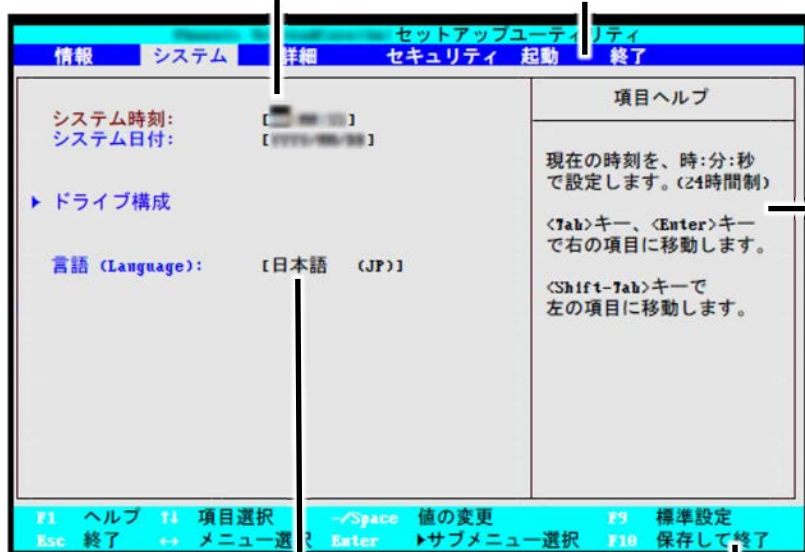 セットアップユーティリティ
情報 システム 詳細 セキュリティ 起動 終了
項目ヘルプ
システム時刻:
システム日付:
現在の時刻を、時:分:秒
で設定します。(24時間制)
▶ ドライブ構成
<Tab>キー、<Enter>キー
で右の項目に移動します。
言語 (Language): [日本語 (JP)]
<Shift-Tab>キーで
左の項目に移動します。
F1 ヘルプ ↑↓ 項目選択 -/Space 値の変更 F9 標準設定
Esc 終了 ↔ メニュー選択 Enter ▶サブメニュー選択 F10 保存して終了